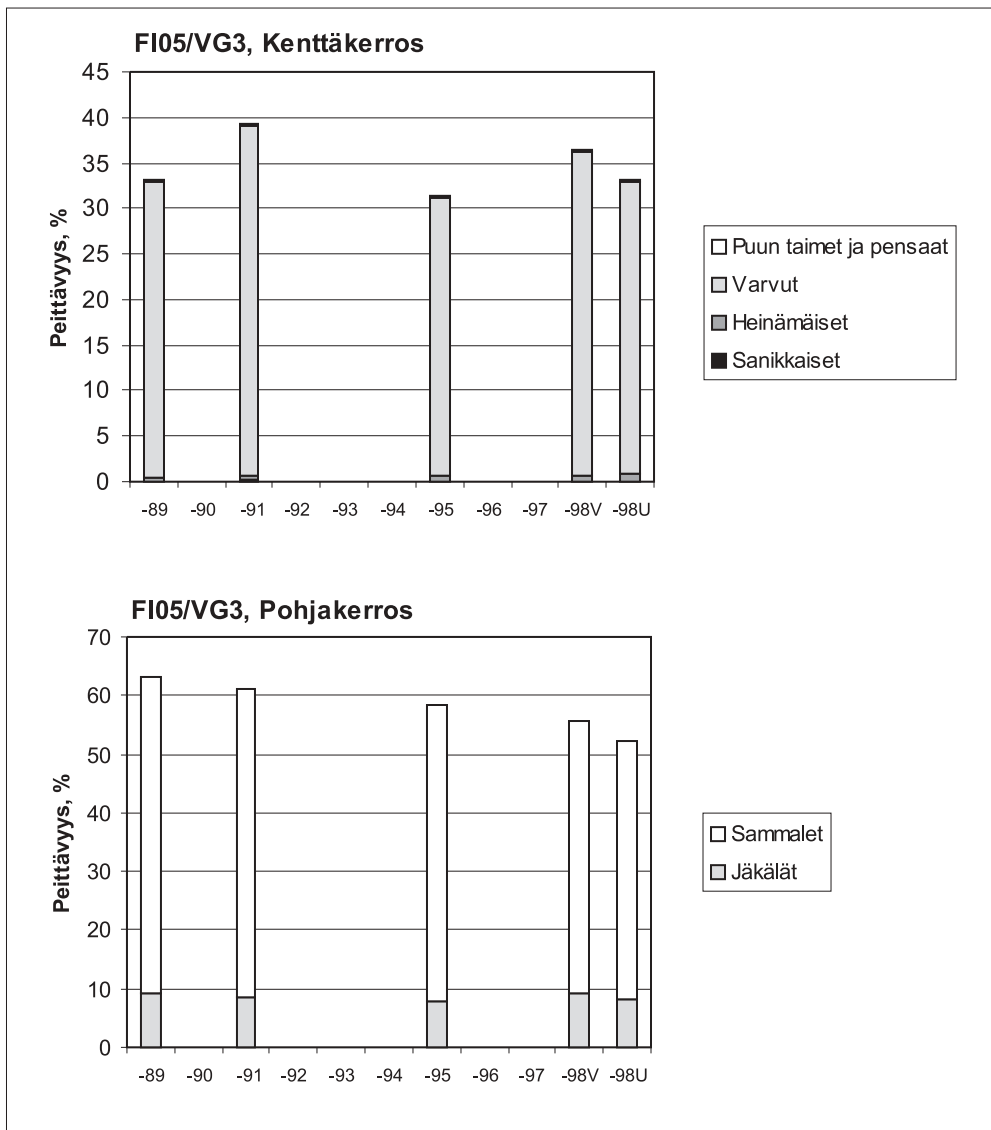 FI05/VG3, Kenttäkerros
45
40
35
30
25
20
15
10
5
0
Peittävyys, %
-89 -90 -91 -92 -93 -94 -95 -96 -97 -98V -98U
Puun taimet ja pensaat
Varvut
Heinämäiset
Sanikkaiset
FI05/VG3, Pohjakerros
70
60
50
40
30
20
10
0
Peittävyys, %
-89 -90 -91 -92 -93 -94 -95 -96 -97 -98V -98U
Sammalet
Jäkälät